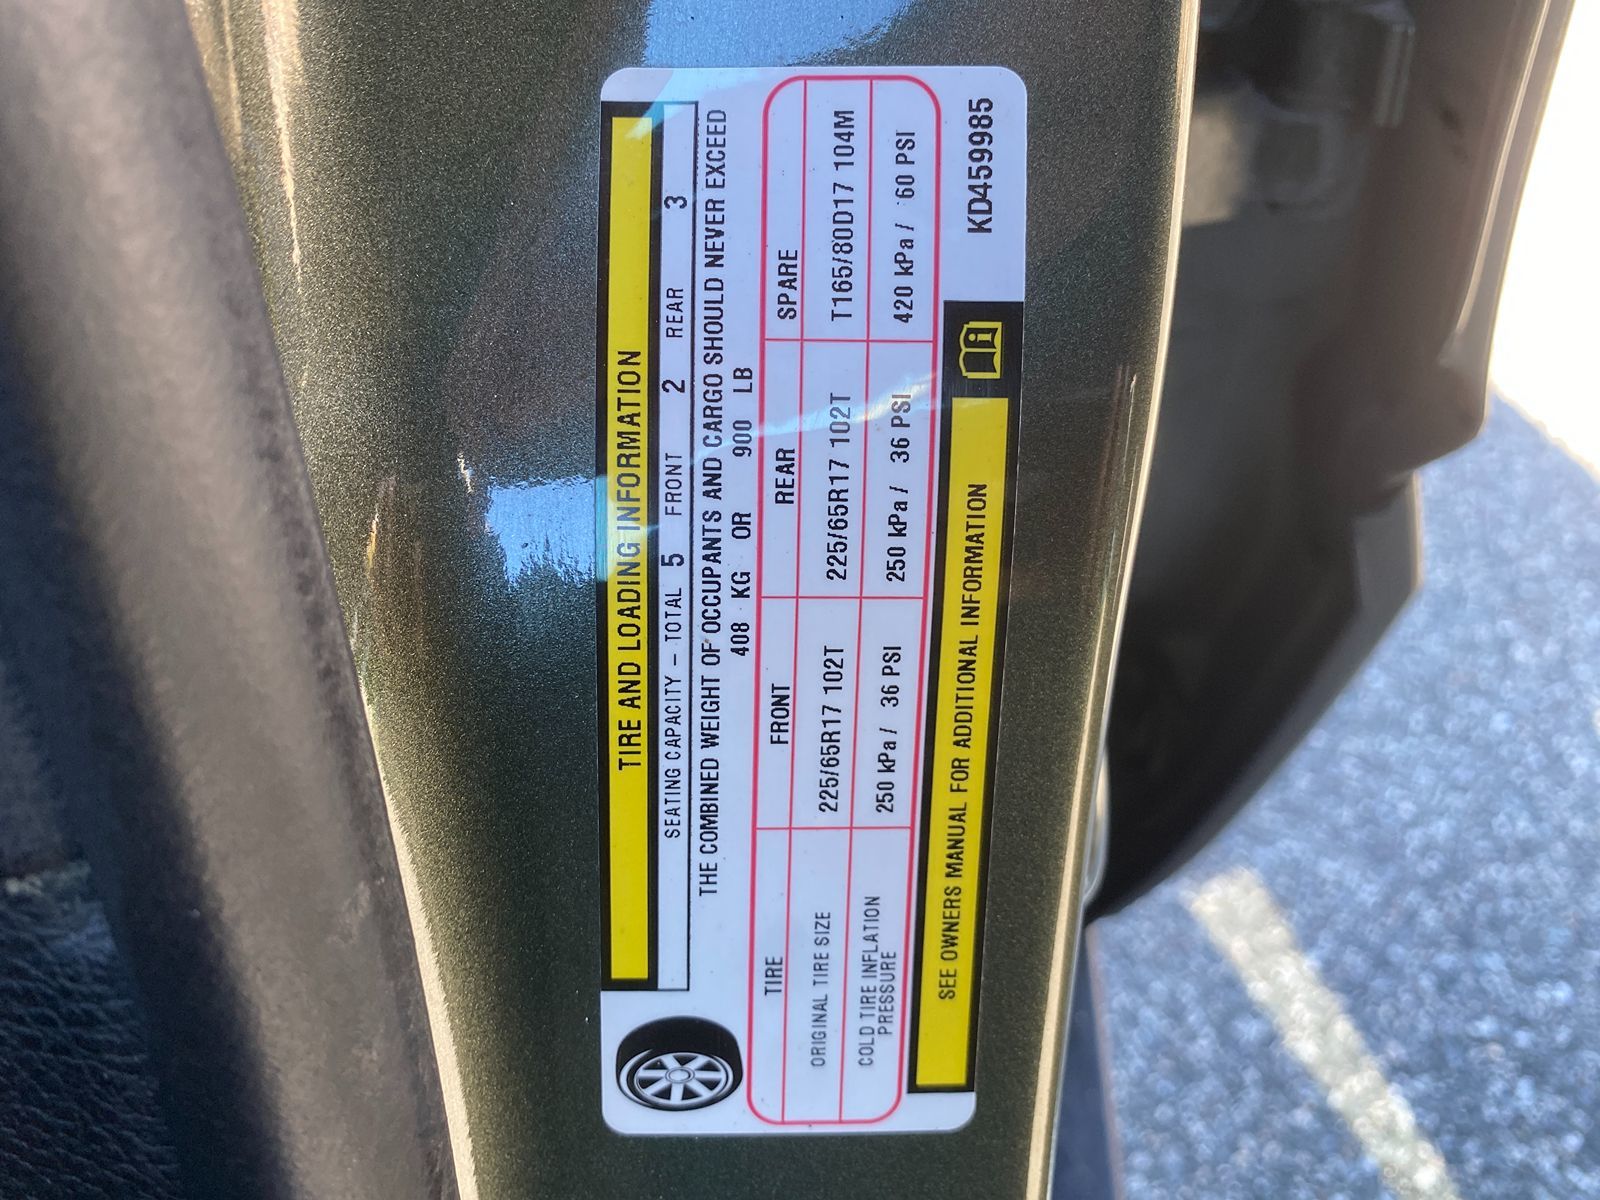 TIRE AND LOADING INFORMATION
SEATING CAPACITY - TOTAL 5 FRONT 2 REAR 3
THE COMBINED WEIGHT OF OCCUPANTS AND CARGO SHOULD NEVER EXCEED
408 KG OR 900 LB
TIRE FRONT REAR SPARE
ORIGINAL TIRE SIZE 225/65R17 102T 225/65R17 102T T165/80D17 104M
COLD TIRE INFLATION PRESSURE 250 kPa/ 36 PSI 250 kPa/ 36 PSI 420 kPa/ 60 PSI
SEE OWNERS MANUAL FOR ADDITIONAL INFORMATION
KD459985